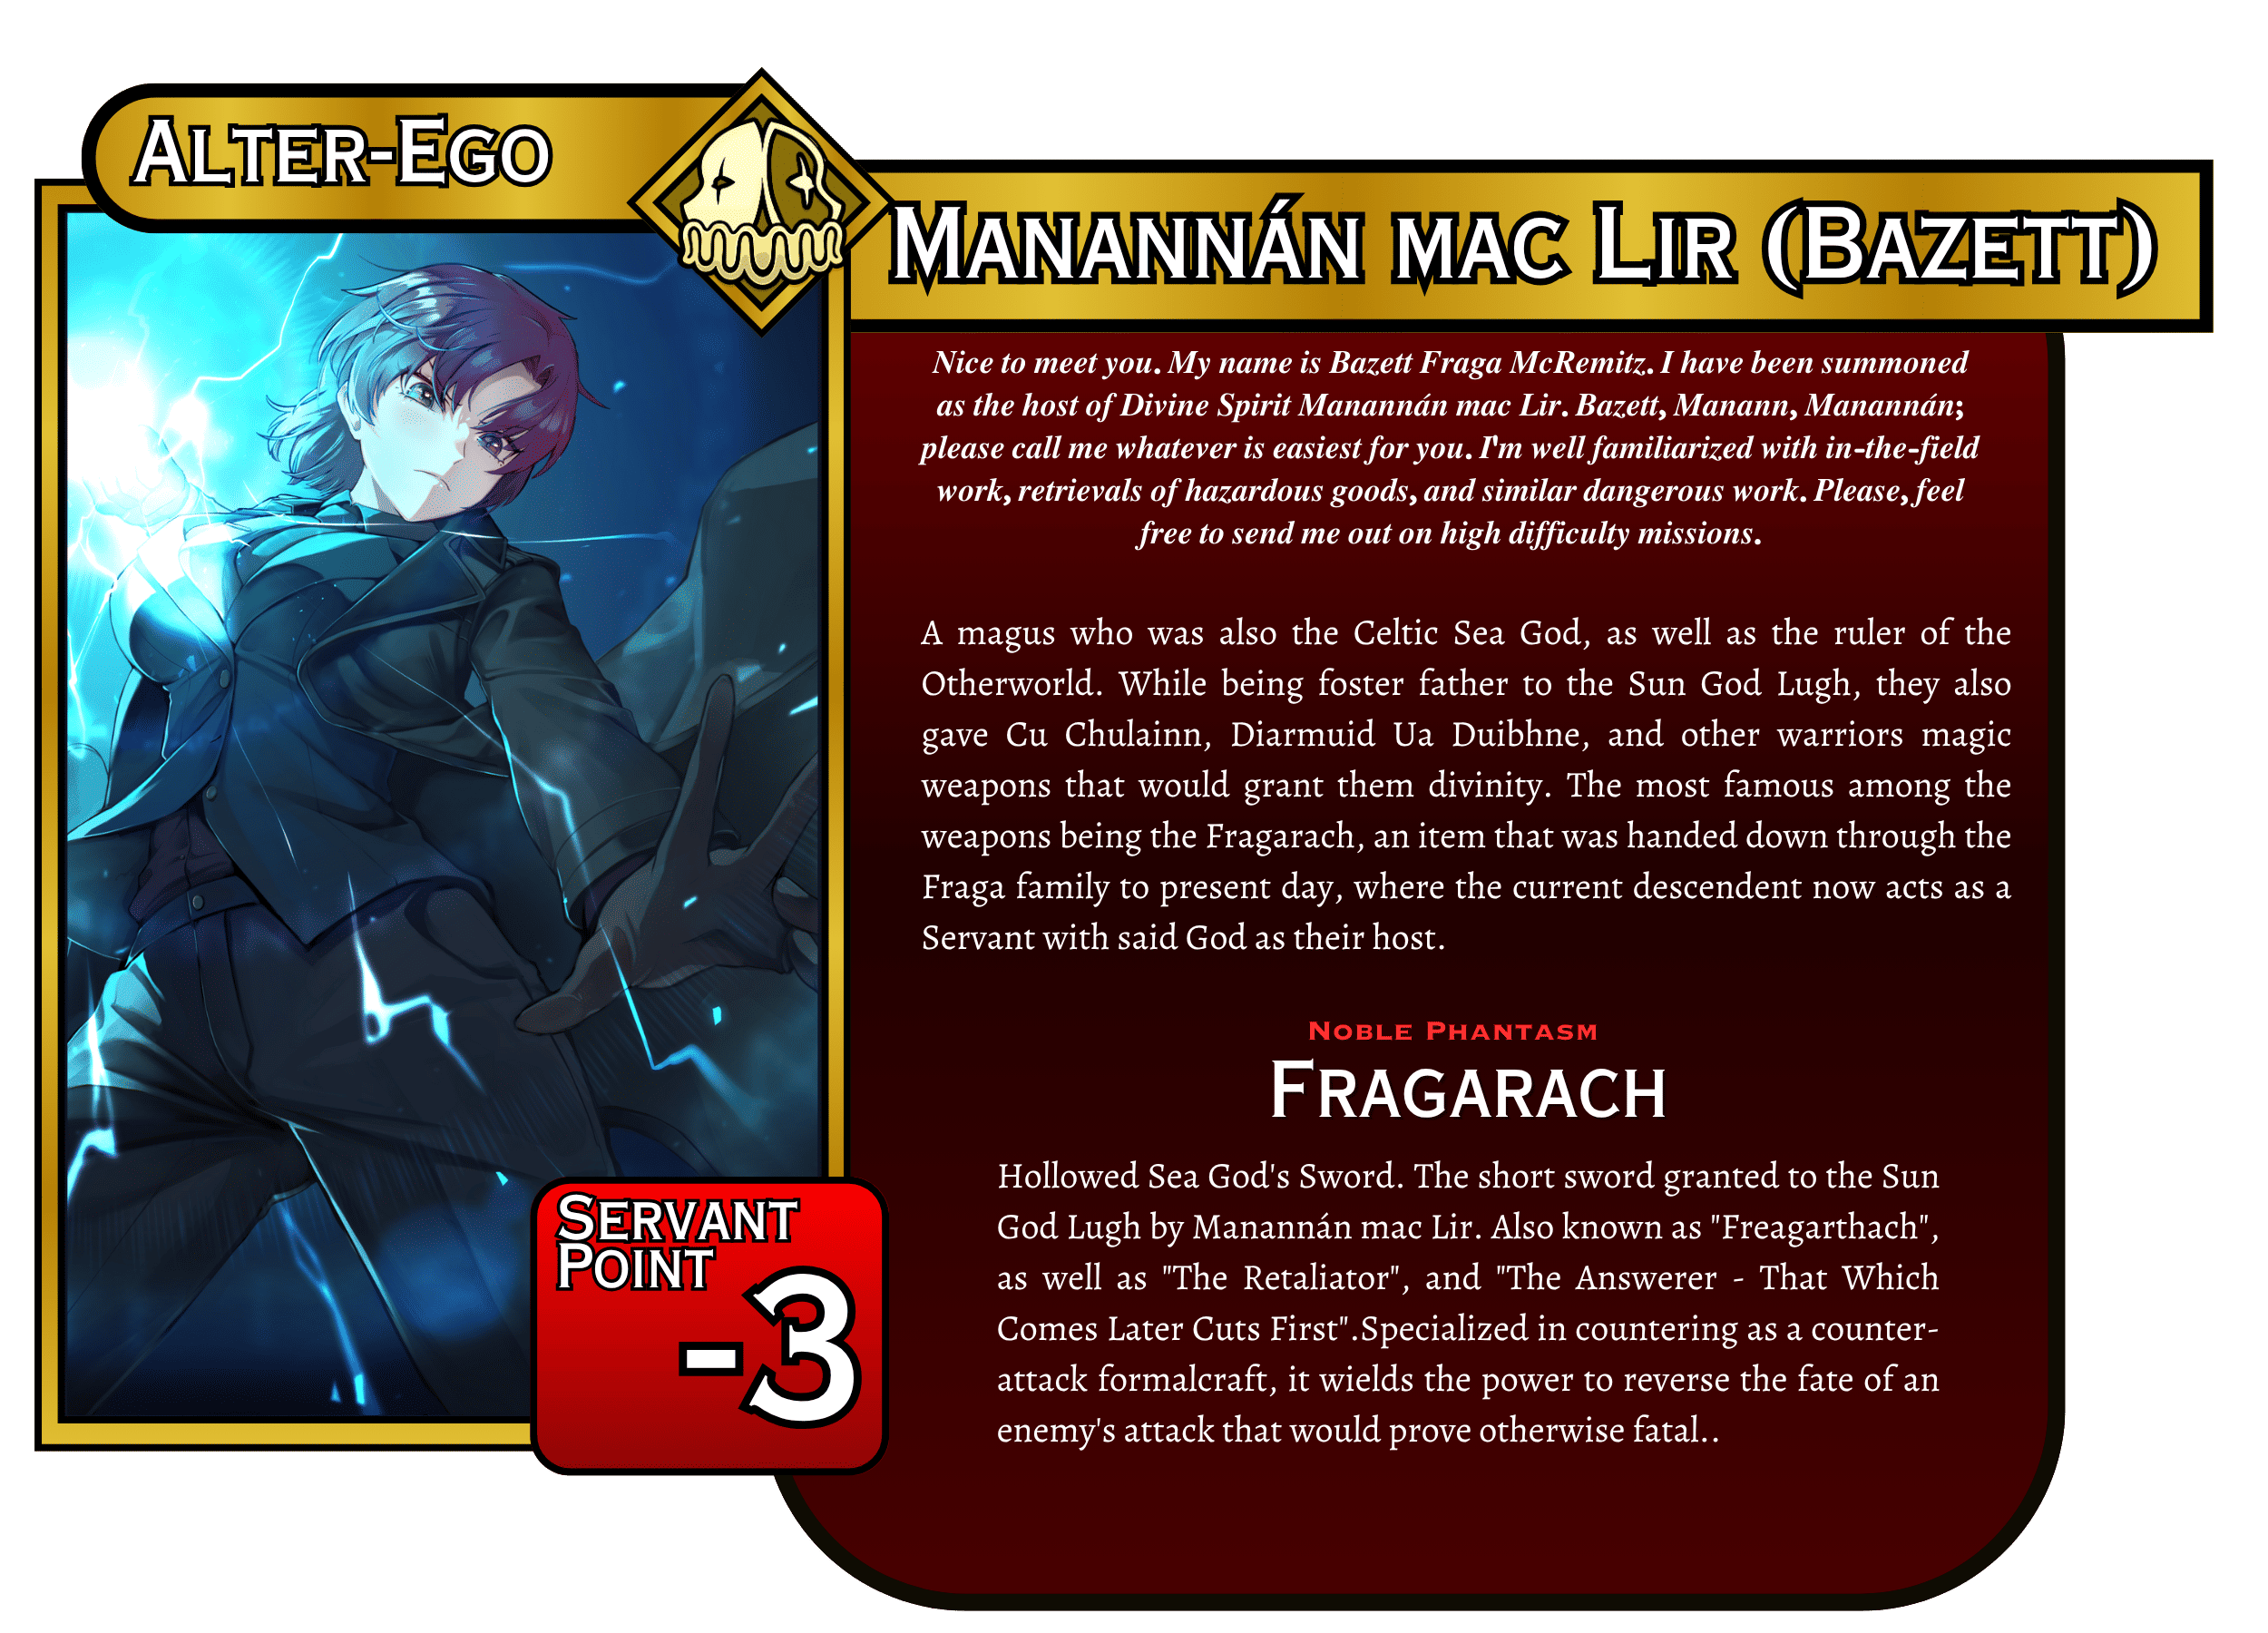 Alter-Ego
Manannán mac Lir (Bazett)
Nice to meet you. My name is Bazett Fraga McRemitz. I have been summoned
as the host of Divine Spirit Manannán mac Lir. Bazett, Manann, Manannán;
please call me whatever is easiest for you. I'm well familiarized with in-the-field
work, retrievals of hazardous goods, and similar dangerous work. Please, feel
free to send me out on high difficulty missions.
A magus who was also the Celtic Sea God, as well as the ruler of the
Otherworld. While being foster father to the Sun God Lugh, they also
gave Cu Chulainn, Diarmuid Ua Duibhne, and other warriors magic
weapons that would grant them divinity. The most famous among the
weapons being the Fragarach, an item that was handed down through the
Fraga family to present day, where the current descendent now acts as a
Servant with said God as their host.
Noble Phantasm
Fragarach
Hollowed Sea God's Sword. The short sword granted to the Sun
God Lugh by Manannán mac Lir. Also known as "Freagarthach",
as well as "The Retaliator", and "The Answerer - That Which
Comes Later Cuts First".Specialized in countering as a counter-
attack formalcraft, it wields the power to reverse the fate of an
enemy's attack that would prove otherwise fatal..
Servant
Point
-3